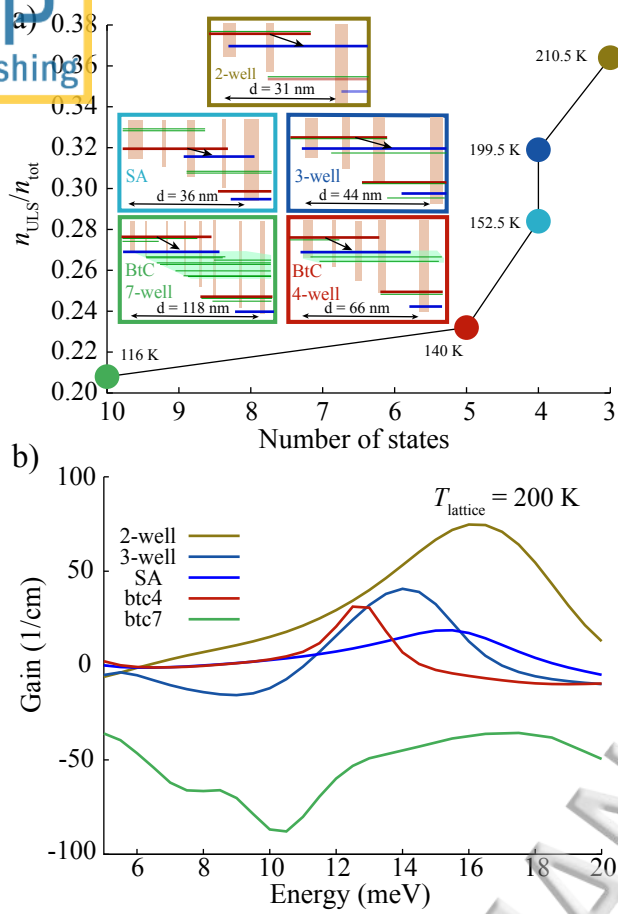 a)
P
shing
0.38
0.36
0.34
0.32
0.30
0.28
0.26
0.24
0.22
0.20
n_ULS/n_tot
2-well
d = 31 nm
SA
d = 36 nm
3-well
d = 44 nm
BtC
7-well
d = 118 nm
BtC
4-well
d = 66 nm
210.5 K
199.5 K
152.5 K
140 K
116 K
10 9 8 7 6 5 4 3
Number of states
b)
T_lattice = 200 K
2-well
3-well
SA
btc4
btc7
100
50
0
-50
-100
Gain (1/cm)
6 8 10 12 14 16 18 20
Energy (meV)